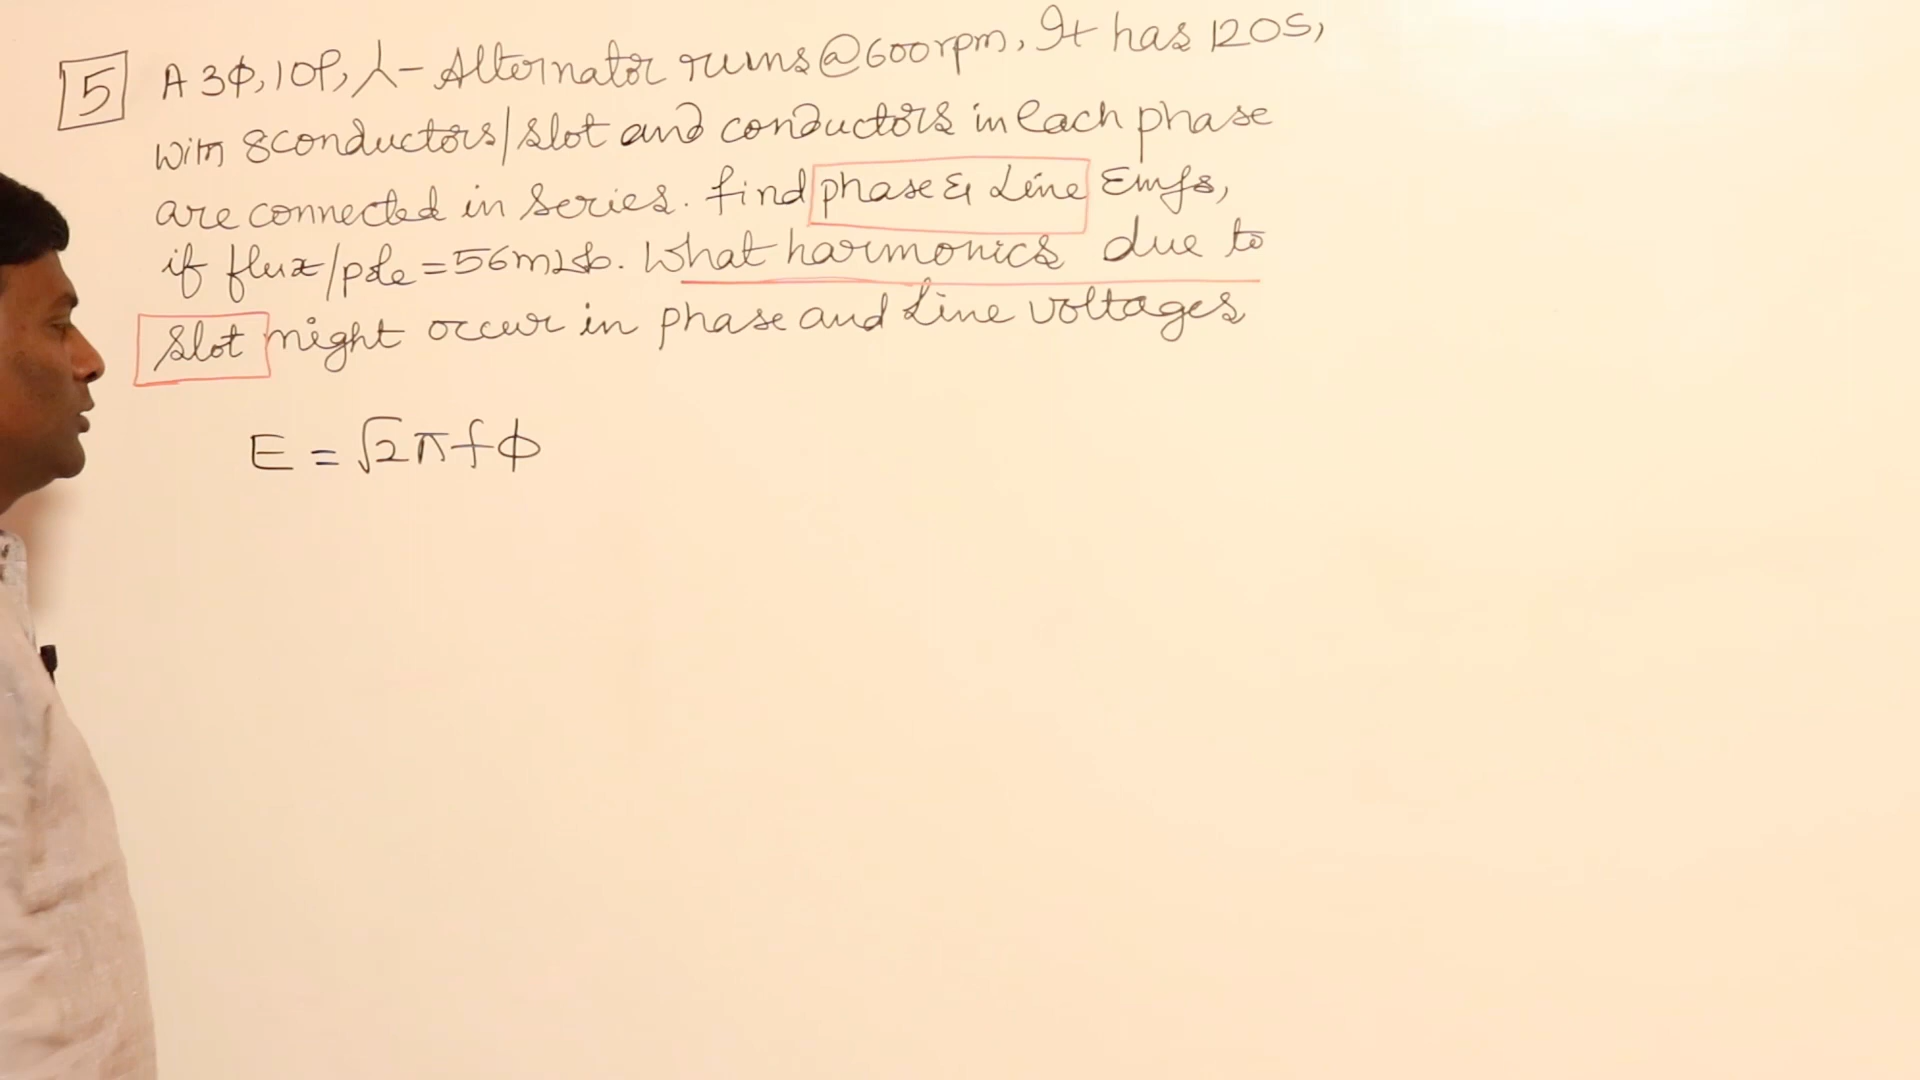 5 A 3ϕ, 10P, ⅄- Alternator runs @600rpm, It has 120S,
with 8conductors/slot and conductors in each phase
are connected in series. find phase & Line Emfs,
if flux/pole = 56mwb. What harmonics due to
slot might occur in phase and Line voltages
E = √2πfϕ